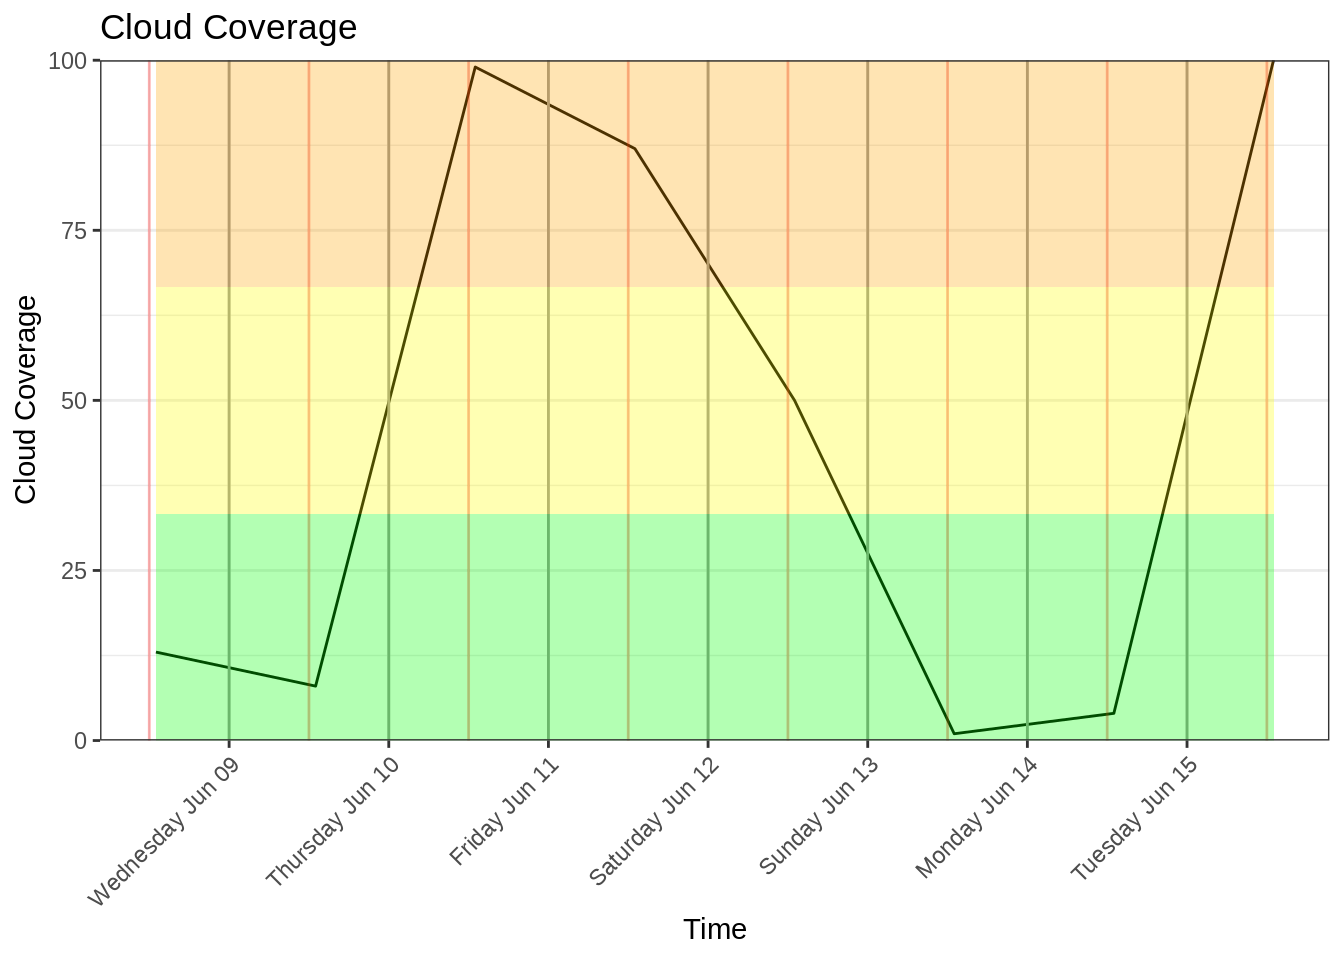 Cloud Coverage
100
75
50
25
0
Cloud Coverage
Wednesday Jun 09
Thursday Jun 10
Friday Jun 11
Saturday Jun 12
Sunday Jun 13
Monday Jun 14
Tuesday Jun 15
Time